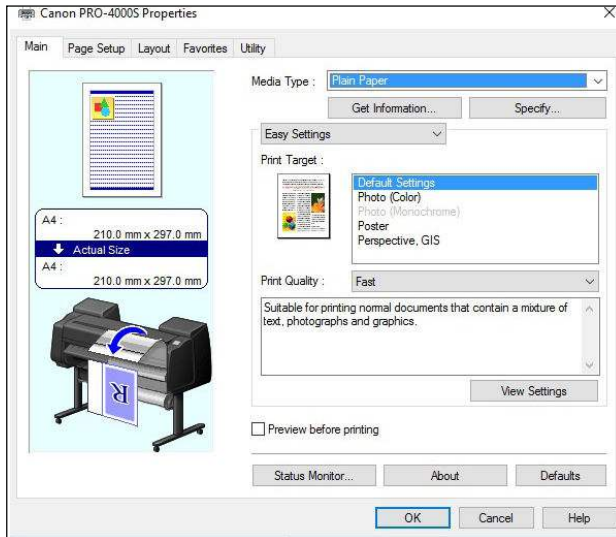 Canon PRO-4000S Properties
Main Page Setup Layout Favorites Utility
Media Type : Plain Paper
Get Information... Specify...
Easy Settings
Print Target :
Default Settings
Photo (Color)
Photo (Monochrome)
Poster
Perspective, GIS
A4 :
210.0 mm x 297.0 mm
Actual Size
A4 :
210.0 mm x 297.0 mm
Print Quality : Fast
Suitable for printing normal documents that contain a mixture of
text, photographs and graphics.
R
View Settings
Preview before printing
Status Monitor... About Defaults
OK Cancel Help